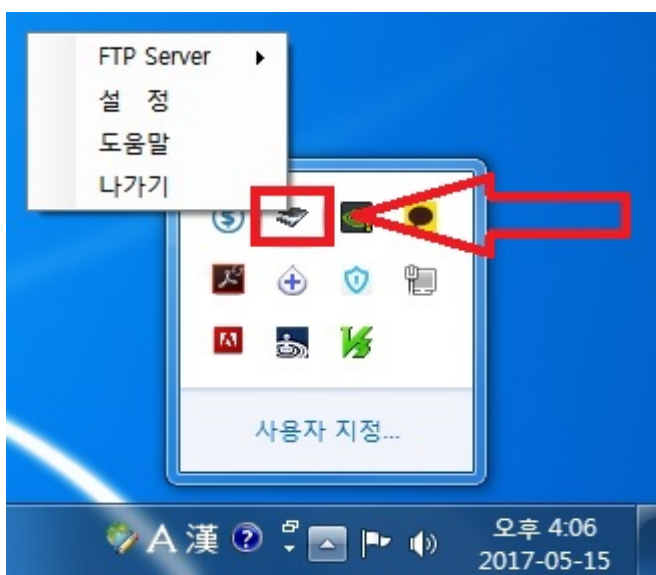 FTP Server
설 정
도움말
나가기
사용자 지정...
A 漢
오후 4:06
2017-05-15